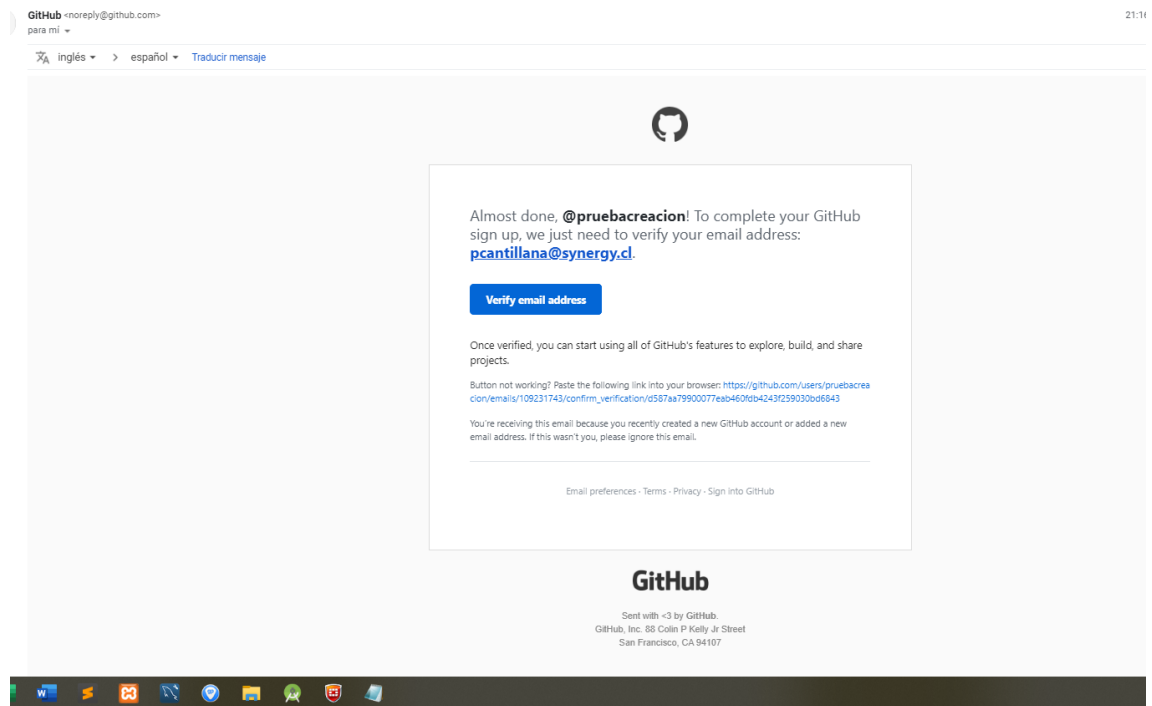 GitHub <noreply@github.com>
para mí
inglés > español Traducir mensaje
Almost done, @pruebacreacion! To complete your GitHub
sign up, we just need to verify your email address:
pcantillana@synergy.cl.
Verify email address
Once verified, you can start using all of GitHub's features to explore, build, and share
projects.
Button not working? Paste the following link into your browser: https://github.com/users/pruebacrea
cion/emails/109231743/confirm_verification/d587aa79900077eab460fdb4243f259030bd6843
You're receiving this email because you recently created a new GitHub account or added a new
email address. If this wasn't you, please ignore this email.
Email preferences · Terms · Privacy · Sign into GitHub
GitHub
Sent with <3 by GitHub.
GitHub, Inc. 88 Colin P Kelly Jr Street
San Francisco, CA 94107